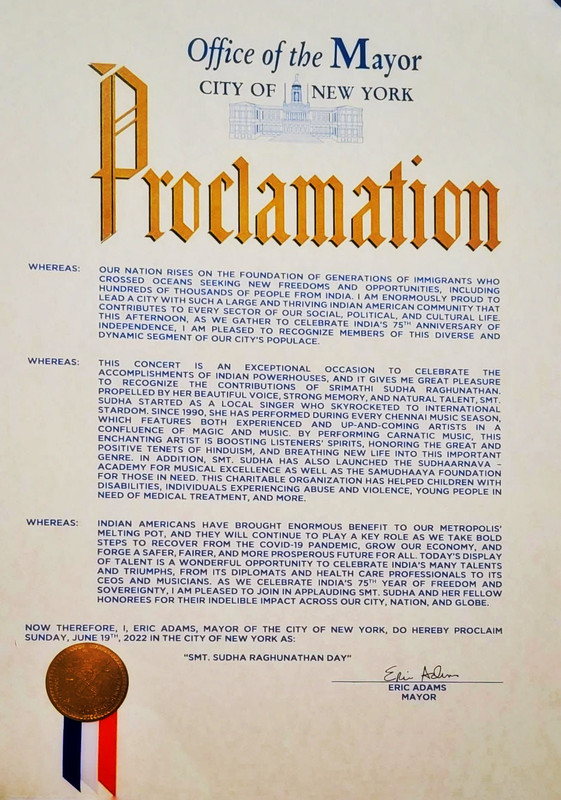 Office of the Mayor
CITY OF NEW YORK
Proclamation
WHEREAS: OUR NATION RISES ON THE FOUNDATION OF GENERATIONS OF IMMIGRANTS WHO
CROSSED OCEANS SEEKING NEW FREEDOMS AND OPPORTUNITIES, INCLUDING
HUNDREDS OF THOUSANDS OF PEOPLE FROM INDIA. I AM ENORMOUSLY PROUD TO
LEAD A CITY WITH SUCH A LARGE AND THRIVING INDIAN AMERICAN COMMUNITY THAT
CONTRIBUTES TO EVERY SECTOR OF OUR SOCIAL, POLITICAL, AND CULTURAL LIFE.
THIS AFTERNOON, AS WE GATHER TO CELEBRATE INDIA'S 75TH ANNIVERSARY OF
INDEPENDENCE, I AM PLEASED TO RECOGNIZE MEMBERS OF THIS DIVERSE AND
DYNAMIC SEGMENT OF OUR CITY'S POPULACE.
WHEREAS: THIS CONCERT IS AN EXCEPTIONAL OCCASION TO CELEBRATE THE
ACCOMPLISHMENTS OF INDIAN POWERHOUSES, AND IT GIVES ME GREAT PLEASURE
TO RECOGNIZE THE CONTRIBUTIONS OF SRIMATHI SUDHA RAGHUNATHAN.
PROPELLED BY HER BEAUTIFUL VOICE, STRONG MEMORY, AND NATURAL TALENT, SMT.
SUDHA STARTED AS A LOCAL SINGER WHO SKYROCKETED TO INTERNATIONAL
STARDOM. SINCE 1990, SHE HAS PERFORMED DURING EVERY CHENNAI MUSIC SEASON,
WHICH FEATURES BOTH EXPERIENCED AND UP-AND-COMING ARTISTS IN A
CONFLUENCE OF MAGIC AND MUSIC. BY PERFORMING CARNATIC MUSIC, THIS
ENCHANTING ARTIST IS BOOSTING LISTENERS' SPIRITS, HONORING THE GREAT AND
POSITIVE TENETS OF HINDUISM, AND BREATHING NEW LIFE INTO THIS IMPORTANT
GENRE. IN ADDITION, SMT. SUDHA HAS ALSO LAUNCHED THE SUDHAARNAVA –
ACADEMY FOR MUSICAL EXCELLENCE AS WELL AS THE SAMUDHAAYA FOUNDATION
FOR THOSE IN NEED. THIS CHARITABLE ORGANIZATION HAS HELPED CHILDREN WITH
DISABILITIES, INDIVIDUALS EXPERIENCING ABUSE AND VIOLENCE, YOUNG PEOPLE IN
NEED OF MEDICAL TREATMENT, AND MORE.
WHEREAS: INDIAN AMERICANS HAVE BROUGHT ENORMOUS BENEFIT TO OUR METROPOLIS'
MELTING POT, AND THEY WILL CONTINUE TO PLAY A KEY ROLE AS WE TAKE BOLD
STEPS TO RECOVER FROM THE COVID-19 PANDEMIC, GROW OUR ECONOMY, AND
FORGE A SAFER, FAIRER, AND MORE PROSPEROUS FUTURE FOR ALL. TODAY'S DISPLAY
OF TALENT IS A WONDERFUL OPPORTUNITY TO CELEBRATE INDIA'S MANY TALENTS
AND TRIUMPHS, FROM ITS DIPLOMATS AND HEALTH CARE PROFESSIONALS TO ITS
CEOS AND MUSICIANS. AS WE CELEBRATE INDIA'S 75TH YEAR OF FREEDOM AND
SOVEREIGNTY, I AM PLEASED TO JOIN IN APPLAUDING SMT. SUDHA AND HER FELLOW
HONOREES FOR THEIR INDELIBLE IMPACT ACROSS OUR CITY, NATION, AND GLOBE.
NOW THEREFORE, I, ERIC ADAMS, MAYOR OF THE CITY OF NEW YORK, DO HEREBY PROCLAIM
SUNDAY, JUNE 19TH, 2022 IN THE CITY OF NEW YORK AS:
"SMT. SUDHA RAGHUNATHAN DAY"
Eric Adams
ERIC ADAMS
MAYOR